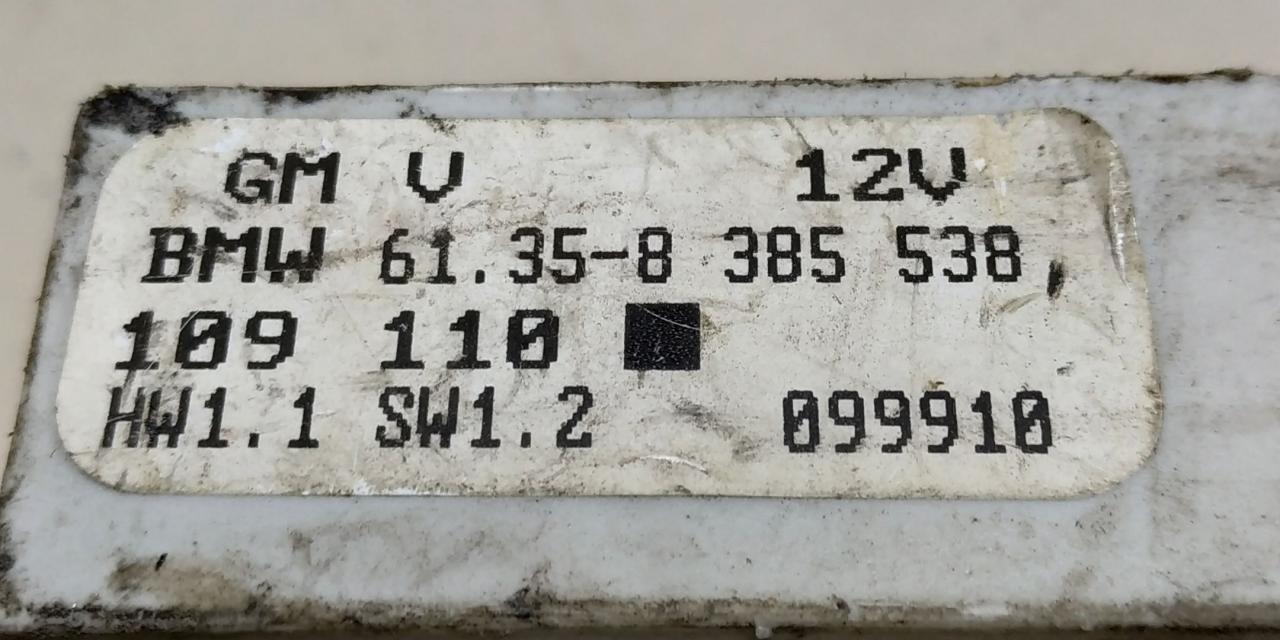 GM V 12V
BMW 61.35-8 385 538,
109 110 ■
HW1.1 SW1.2 099910